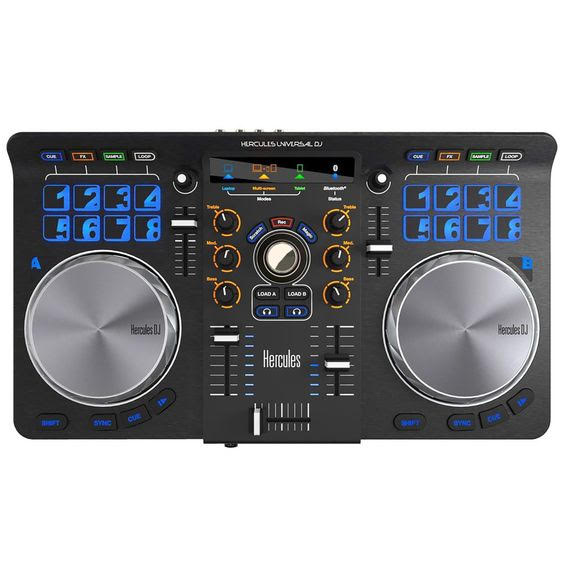 HERCULES UNIVERSAL DJ
CUE FX SAMPLE LOOP
CUE FX SAMPLE LOOP
Laptop Multi-screen Tablet Bluetooth®
Modes Status
1 2 3 4
5 6 7 8
1 2 3 4
5 6 7 8
Treble Treble
Scratch Rec Magic
Med. Med.
A B
Bass Bass
LOAD A LOAD B
Hercules DJ
Hercules DJ
Hercules
SHIFT SYNC CUE
SHIFT SYNC CUE